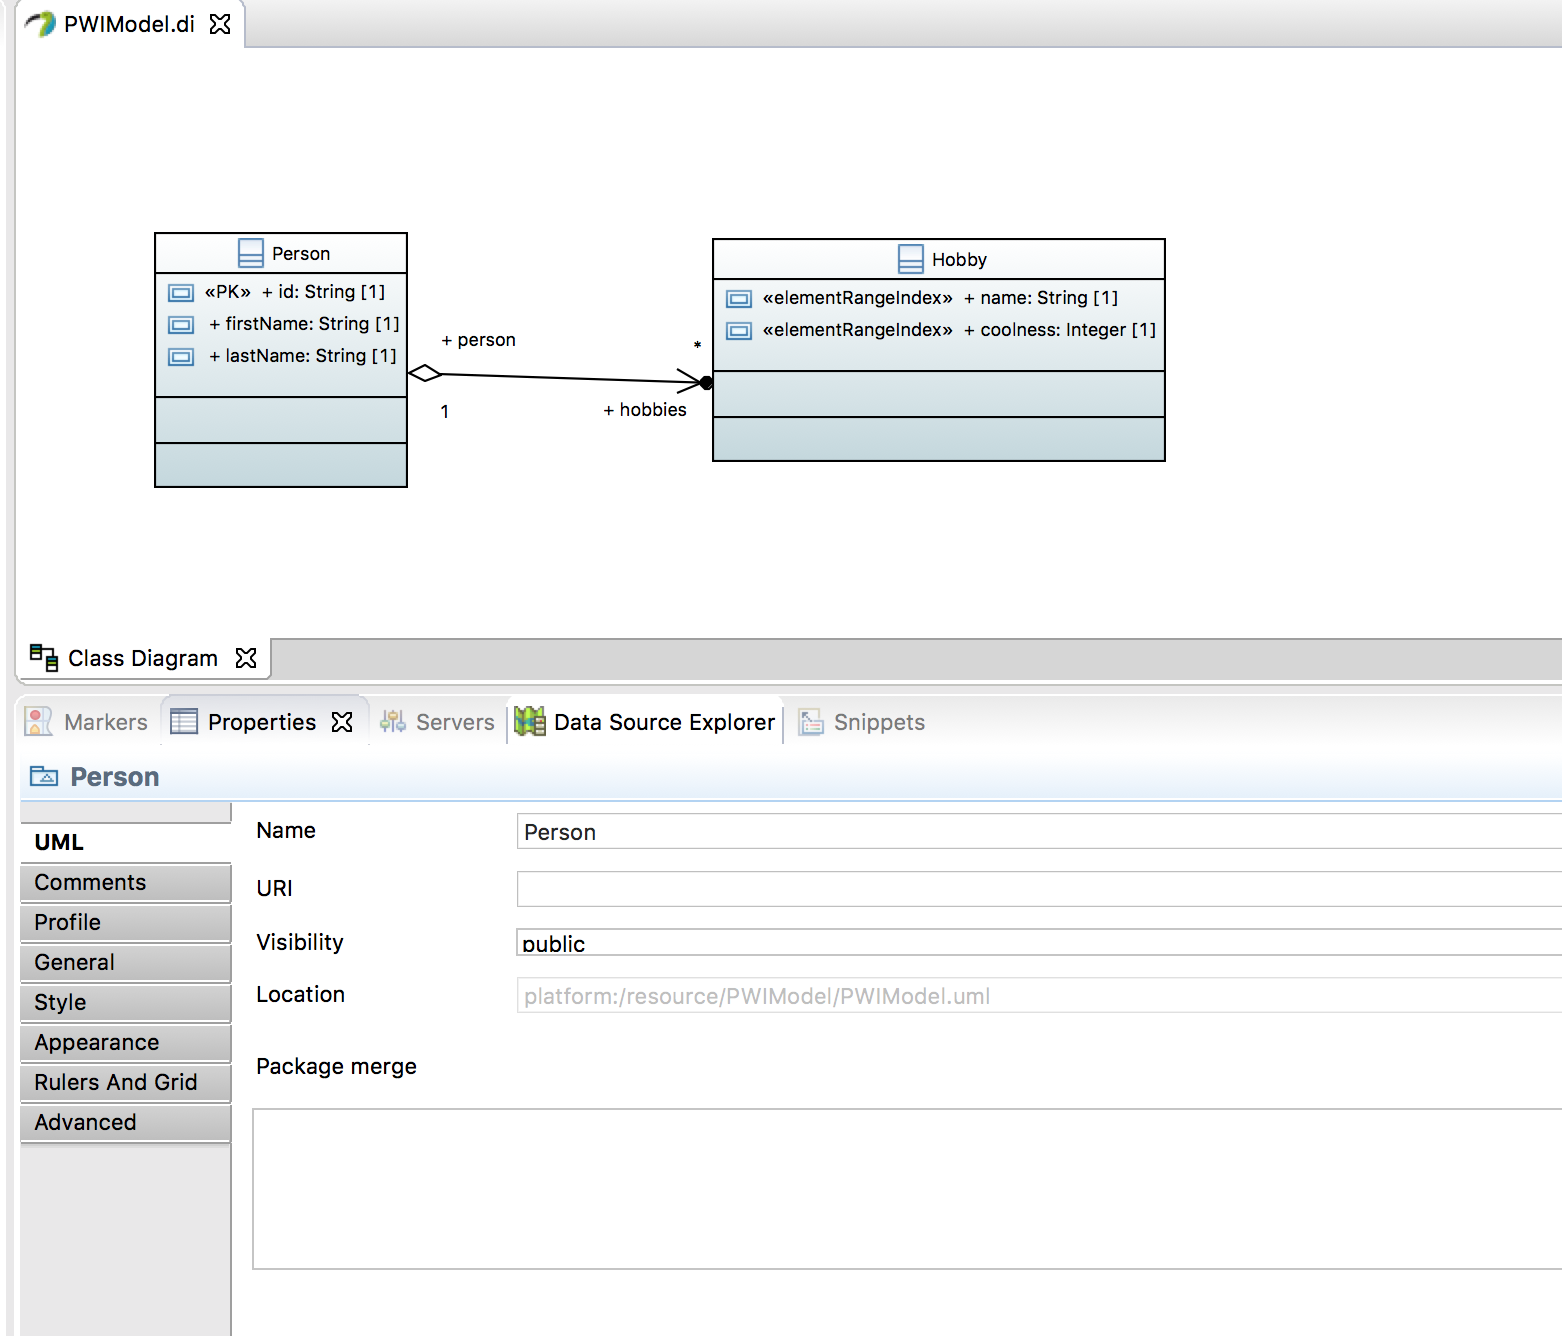 PWIModel.di
Person
«PK» + id: String [1]
+ firstName: String [1]
+ lastName: String [1]
+ person
1
*
+ hobbies
Hobby
«elementRangeIndex» + name: String [1]
«elementRangeIndex» + coolness: Integer [1]
Class Diagram
Markers Properties Servers Data Source Explorer Snippets
Person
UML
Comments
Profile
General
Style
Appearance
Rulers And Grid
Advanced
Name Person
URI
Visibility public
Location platform:/resource/PWIModel/PWIModel.uml
Package merge